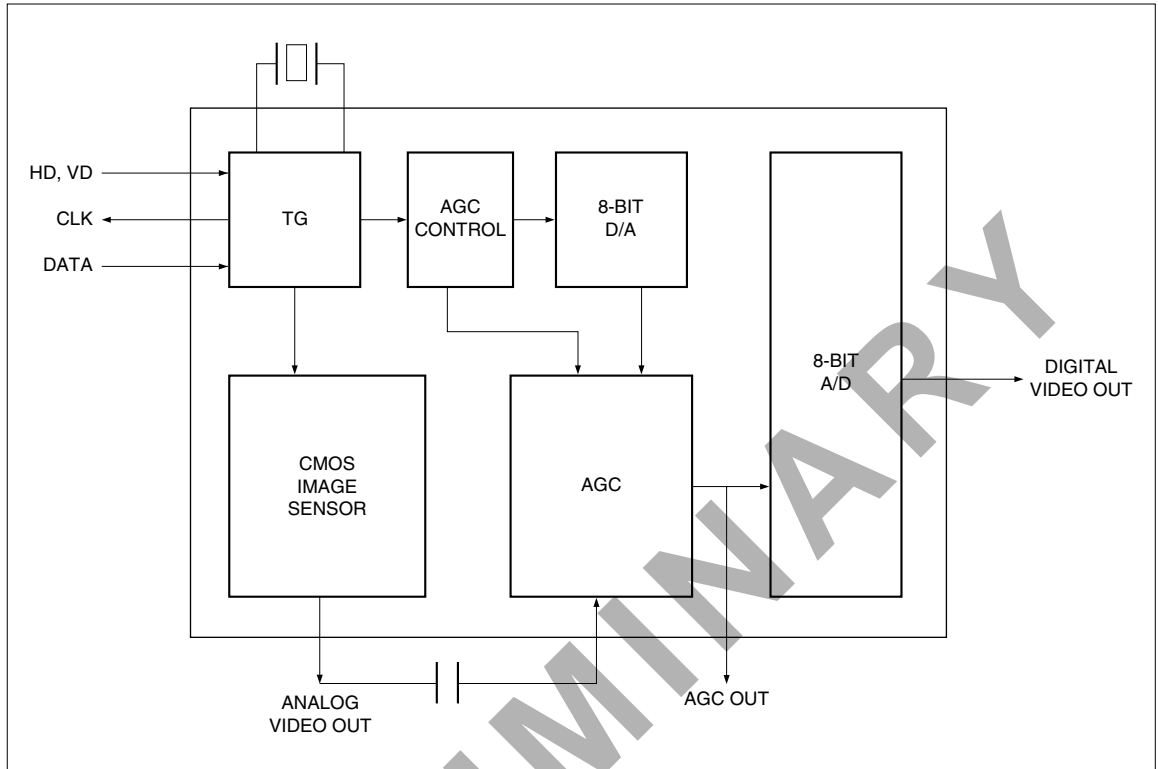 HD, VD
CLK
DATA
TG
AGC
CONTROL
8-BIT
D/A
8-BIT
A/D
DIGITAL
VIDEO OUT
CMOS
IMAGE
SENSOR
AGC
ANALOG
VIDEO OUT
AGC OUT
IMINARY